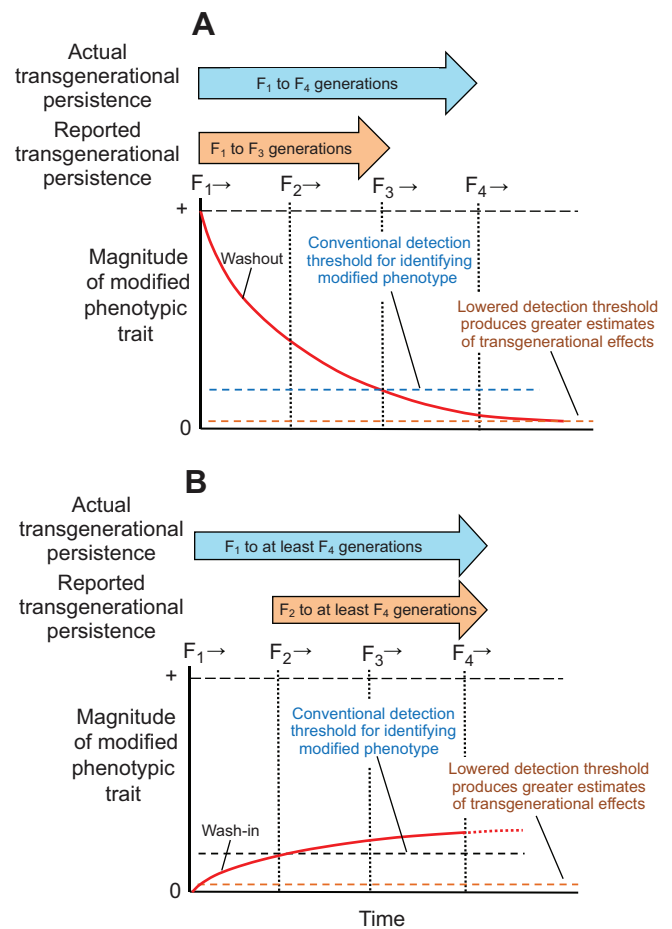 A
Actual
transgenerational
persistence
F₁ to F₄ generations
Reported
transgenerational
persistence
F₁ to F₃ generations
F₁→ F₂→ F₃→ F₄→
+
Magnitude
of modified
phenotypic
trait
Washout
Conventional detection
threshold for identifying
modified phenotype
Lowered detection threshold
produces greater estimates
of transgenerational effects
0
B
Actual
transgenerational
persistence
F₁ to at least F₄ generations
Reported
transgenerational
persistence
F₂ to at least F₄ generations
F₁→ F₂→ F₃→ F₄→
+
Magnitude
of modified
phenotypic
trait
Conventional detection
threshold for identifying
modified phenotype
Lowered detection threshold
produces greater estimates
of transgenerational effects
Wash-in
0
Time